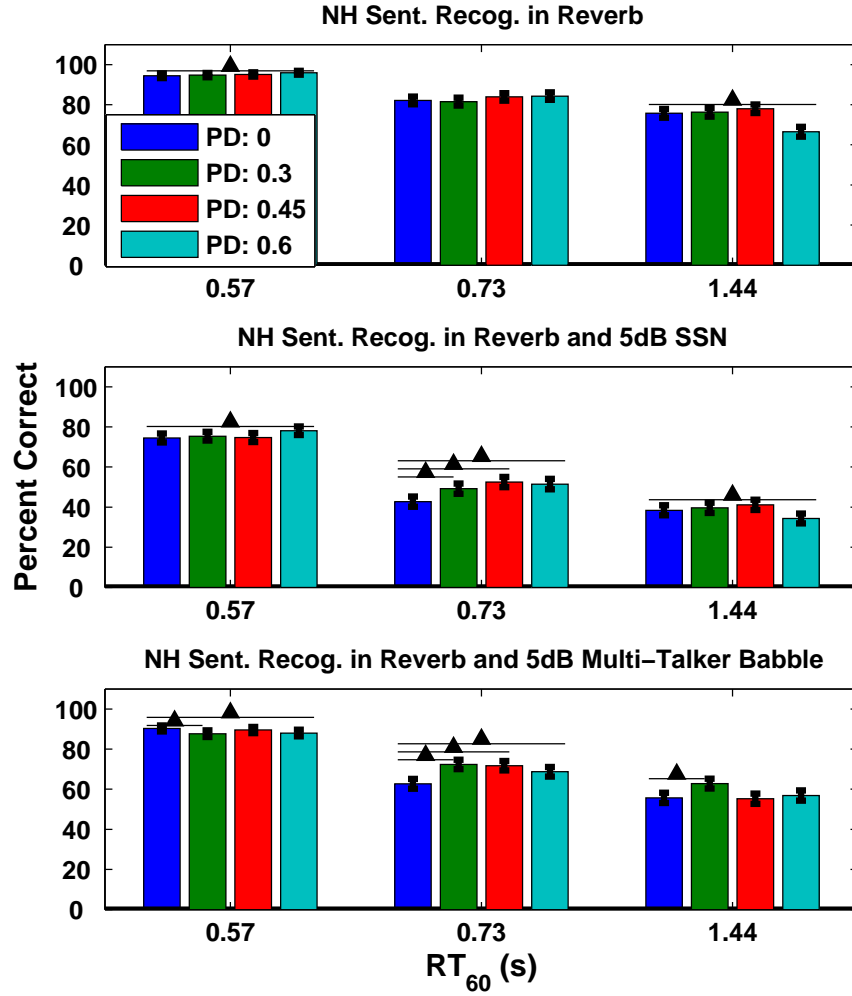 NH Sent. Recog. in Reverb
100
80
60
40
20
0
PD: 0
PD: 0.3
PD: 0.45
PD: 0.6
0.57 0.73 1.44
NH Sent. Recog. in Reverb and 5dB SSN
Percent Correct
100
80
60
40
20
0
0.57 0.73 1.44
NH Sent. Recog. in Reverb and 5dB Multi−Talker Babble
100
80
60
40
20
0
0.57 0.73 1.44
RT60 (s)